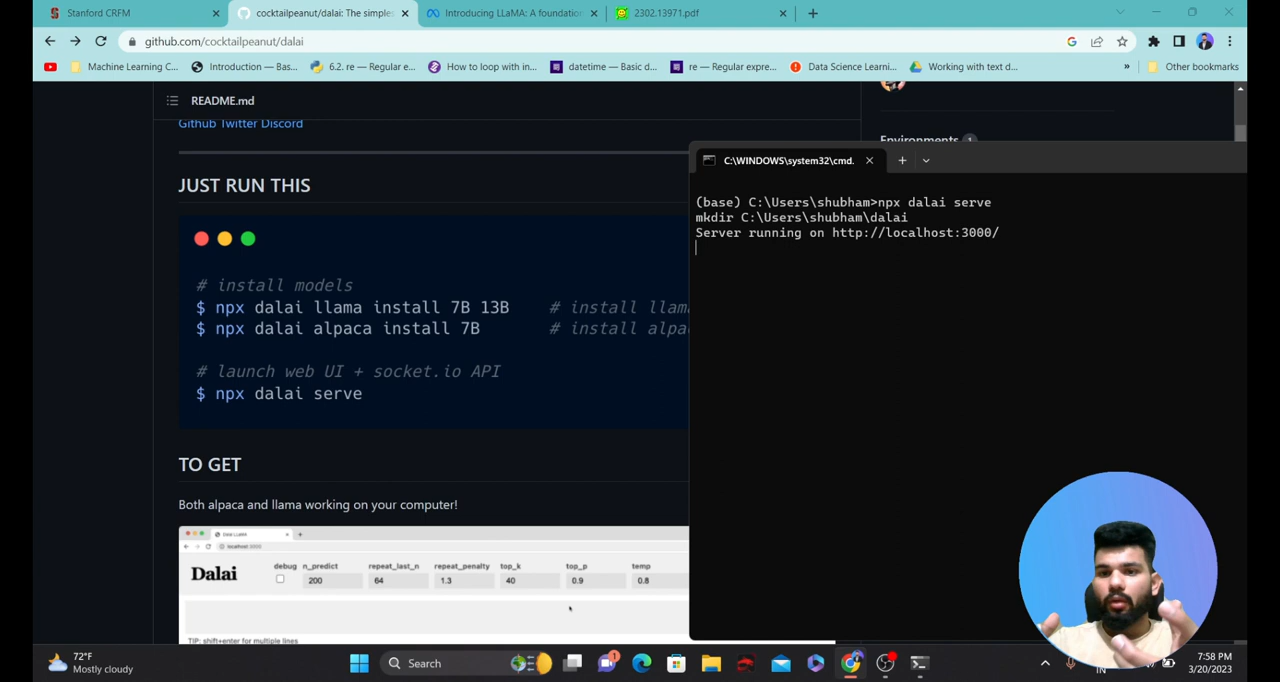 Stanford CRFM
cocktailpeanut/dalai: The simples
Introducing LLaMA: A foundation
2302.13971.pdf
github.com/cocktailpeanut/dalai
Machine Learning C...
Introduction — Bas...
6.2. re — Regular e...
How to loop with in...
datetime — Basic d...
re — Regular expre...
Data Science Learni...
Working with text d...
»
Other bookmarks
README.md
Github Twitter Discord
Environments 1
JUST RUN THIS
# install models
$ npx dalai llama install 7B 13B # install llama
$ npx dalai alpaca install 7B # install alpa
# launch web UI + socket.io API
$ npx dalai serve
TO GET
Both alpaca and llama working on your computer!
localhost:3000
Dalai
debug n_predict repeat_last_n repeat_penalty top_k top_p temp
200 64 1.3 40 0.9 0.8
TIP: shift+enter for multiple lines
C:\WINDOWS\system32\cmd.
(base) C:\Users\shubham>npx dalai serve
mkdir C:\Users\shubham\dalai
Server running on http://localhost:3000/
72°F
Mostly cloudy
Search
1
IN
7:58 PM
3/20/2023